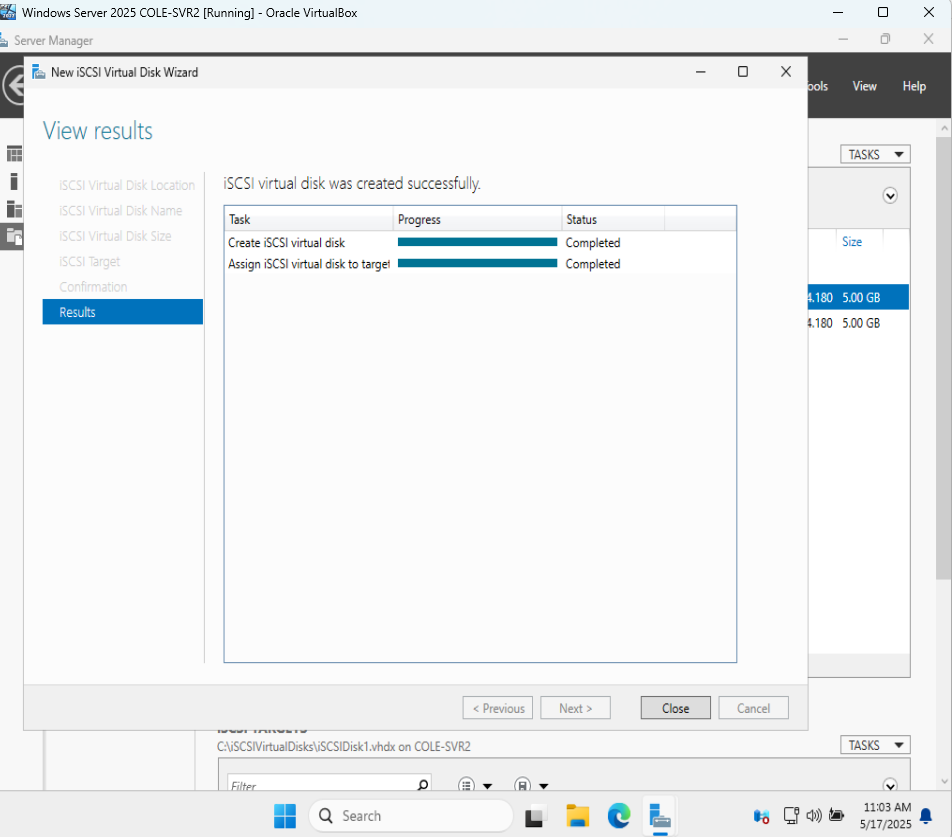 Windows Server 2025 COLE-SVR2 [Running] - Oracle VirtualBox
Server Manager
New iSCSI Virtual Disk Wizard
View Help
View results
TASKS
iSCSI Virtual Disk Location
iSCSI virtual disk was created successfully.
iSCSI Virtual Disk Name
Task Progress Status
iSCSI Virtual Disk Size
Create iSCSI virtual disk Completed
Size
iSCSI Target
Assign iSCSI virtual disk to target Completed
Confirmation
4.180 5.00 GB
Results
4.180 5.00 GB
< Previous Next > Close Cancel
iSCSI TARGETS
C:\iSCSIVirtualDisks\iSCSIDisk1.vhdx on COLE-SVR2
TASKS
Filter
Search
11:03 AM
5/17/2025